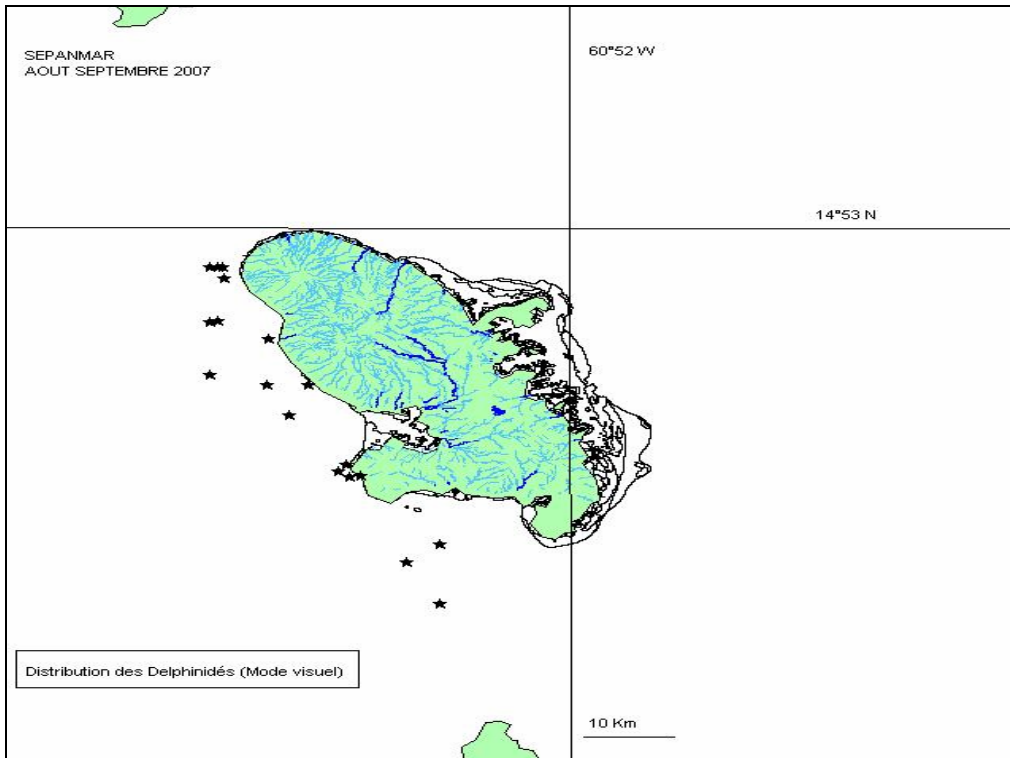 SEPANMAR
AOUT SEPTEMBRE 2007
60°52 W
14°53 N
Distribution des Delphinidés (Mode visuel)
10 Km